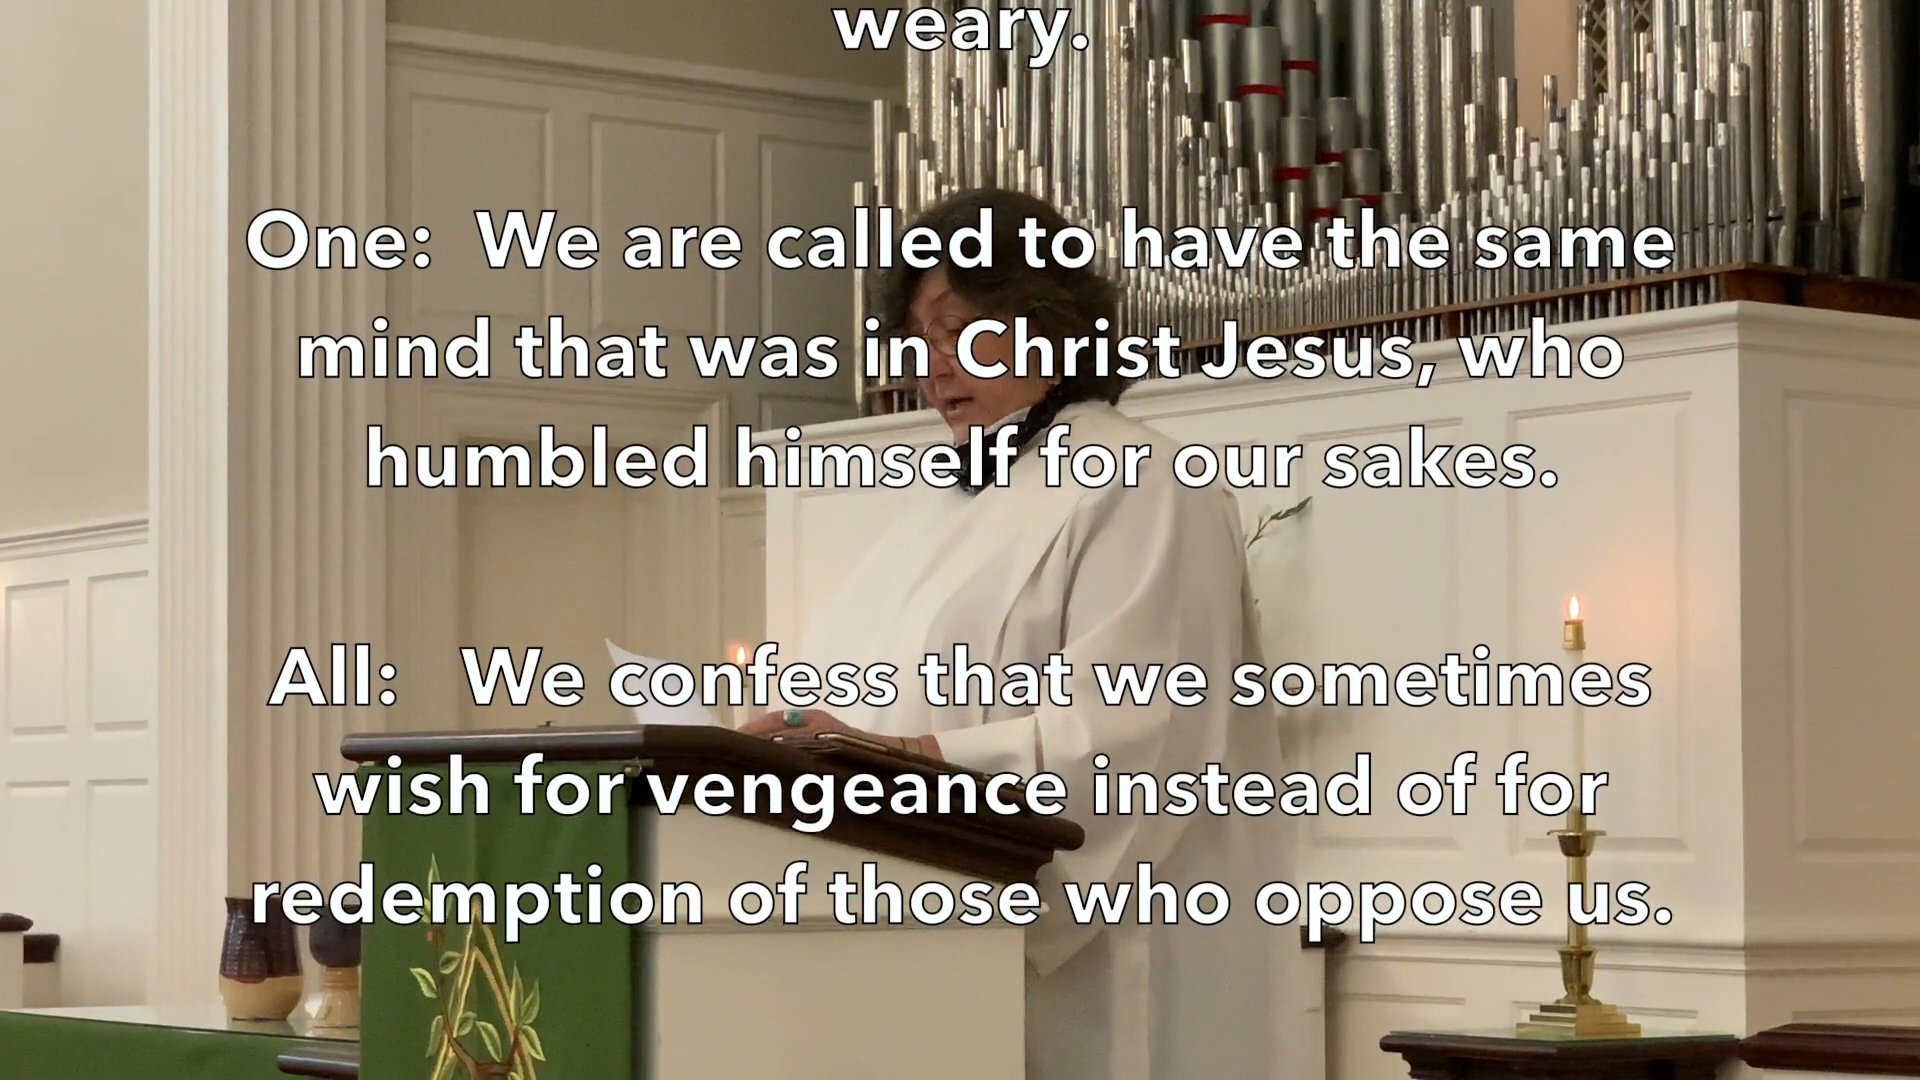 weary.
One: We are called to have the same
mind that was in Christ Jesus, who
humbled himself for our sakes.
All: We confess that we sometimes
wish for vengeance instead of for
redemption of those who oppose us.